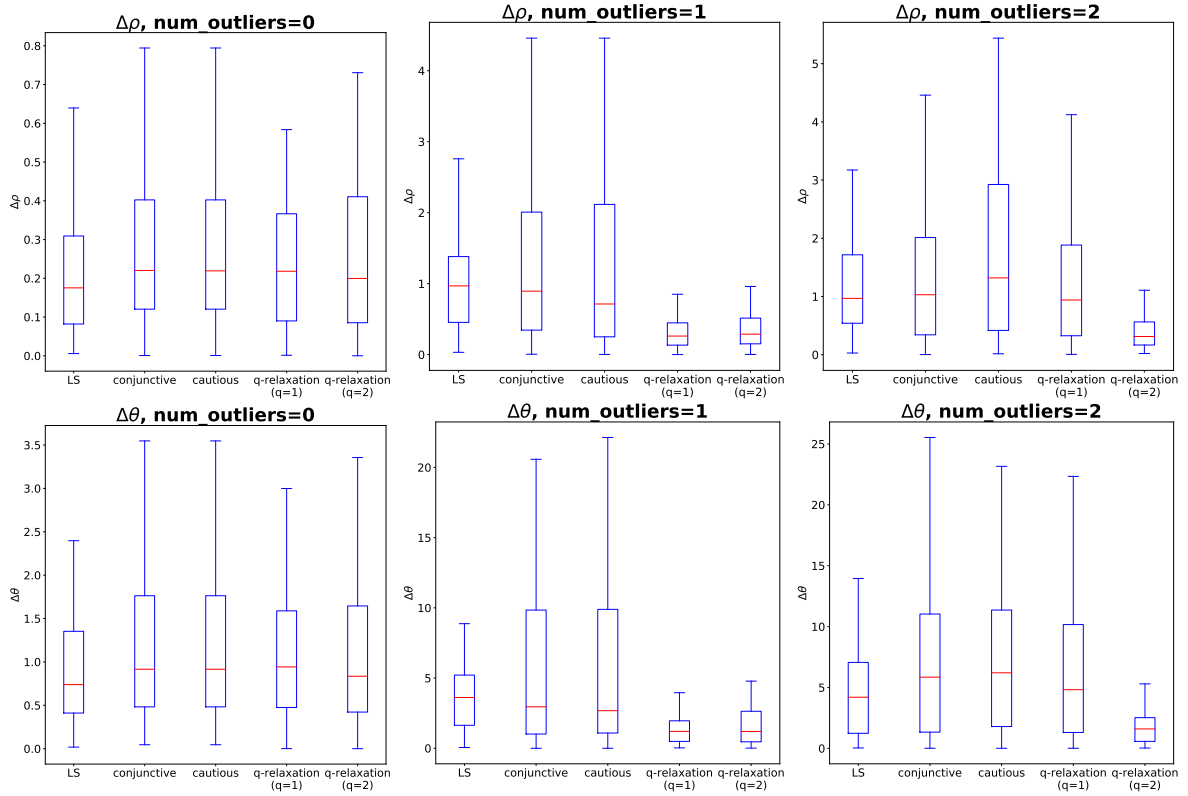 Δρ, num_outliers=0
0.8
0.7
0.6
0.5
0.4
0.3
0.2
0.1
0.0
Δρ
LS conjunctive cautious q-relaxation (q=1) q-relaxation (q=2)
Δρ, num_outliers=1
4
3
2
1
0
Δρ
LS conjunctive cautious q-relaxation (q=1) q-relaxation (q=2)
Δρ, num_outliers=2
5
4
3
2
1
0
Δρ
LS conjunctive cautious q-relaxation (q=1) q-relaxation (q=2)
Δθ, num_outliers=0
3.5
3.0
2.5
2.0
1.5
1.0
0.5
0.0
Δθ
LS conjunctive cautious q-relaxation (q=1) q-relaxation (q=2)
Δθ, num_outliers=1
20
15
10
5
0
Δθ
LS conjunctive cautious q-relaxation (q=1) q-relaxation (q=2)
Δθ, num_outliers=2
25
20
15
10
5
0
Δθ
LS conjunctive cautious q-relaxation (q=1) q-relaxation (q=2)